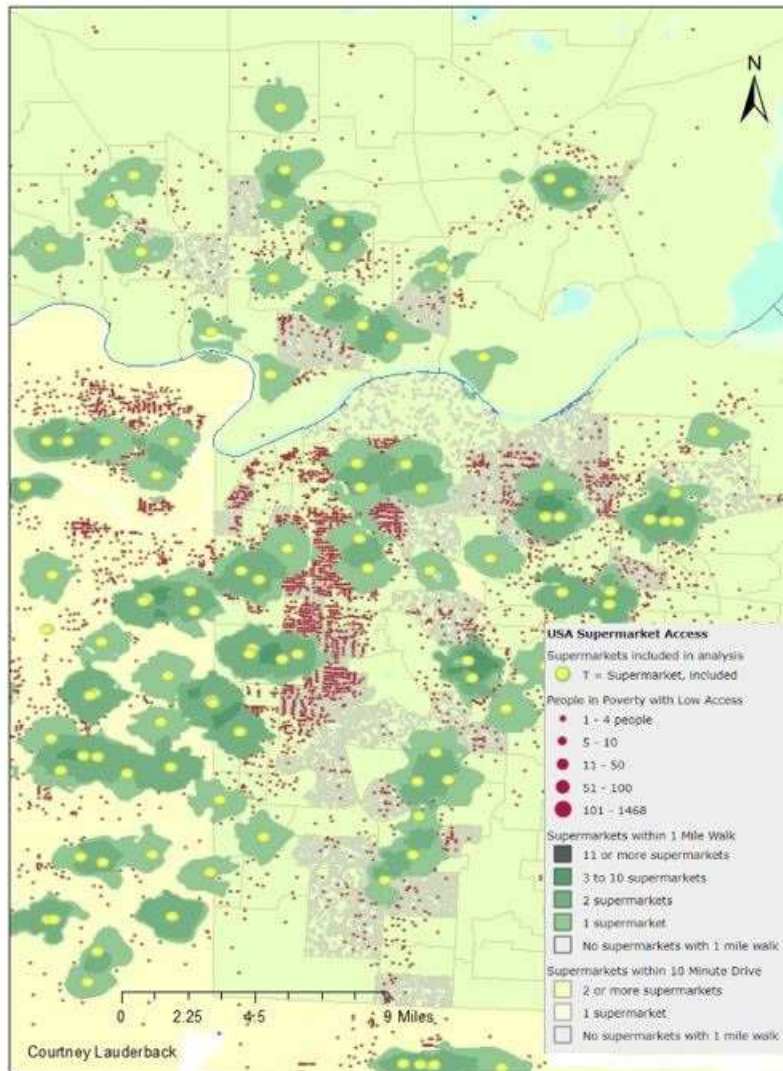 N
USA Supermarket Access
Supermarkets included in analysis
T = Supermarket, included
People in Poverty with Low Access
1 - 4 people
5 - 10
11 - 50
51 - 100
101 - 1468
Supermarkets within 1 Mile Walk
11 or more supermarkets
3 to 10 supermarkets
2 supermarkets
1 supermarket
No supermarkets with 1 mile walk
Supermarkets within 10 Minute Drive
2 or more supermarkets
1 supermarket
No supermarkets with 1 mile walk
0 2.25 4.5 9 Miles
Courtney Lauderback